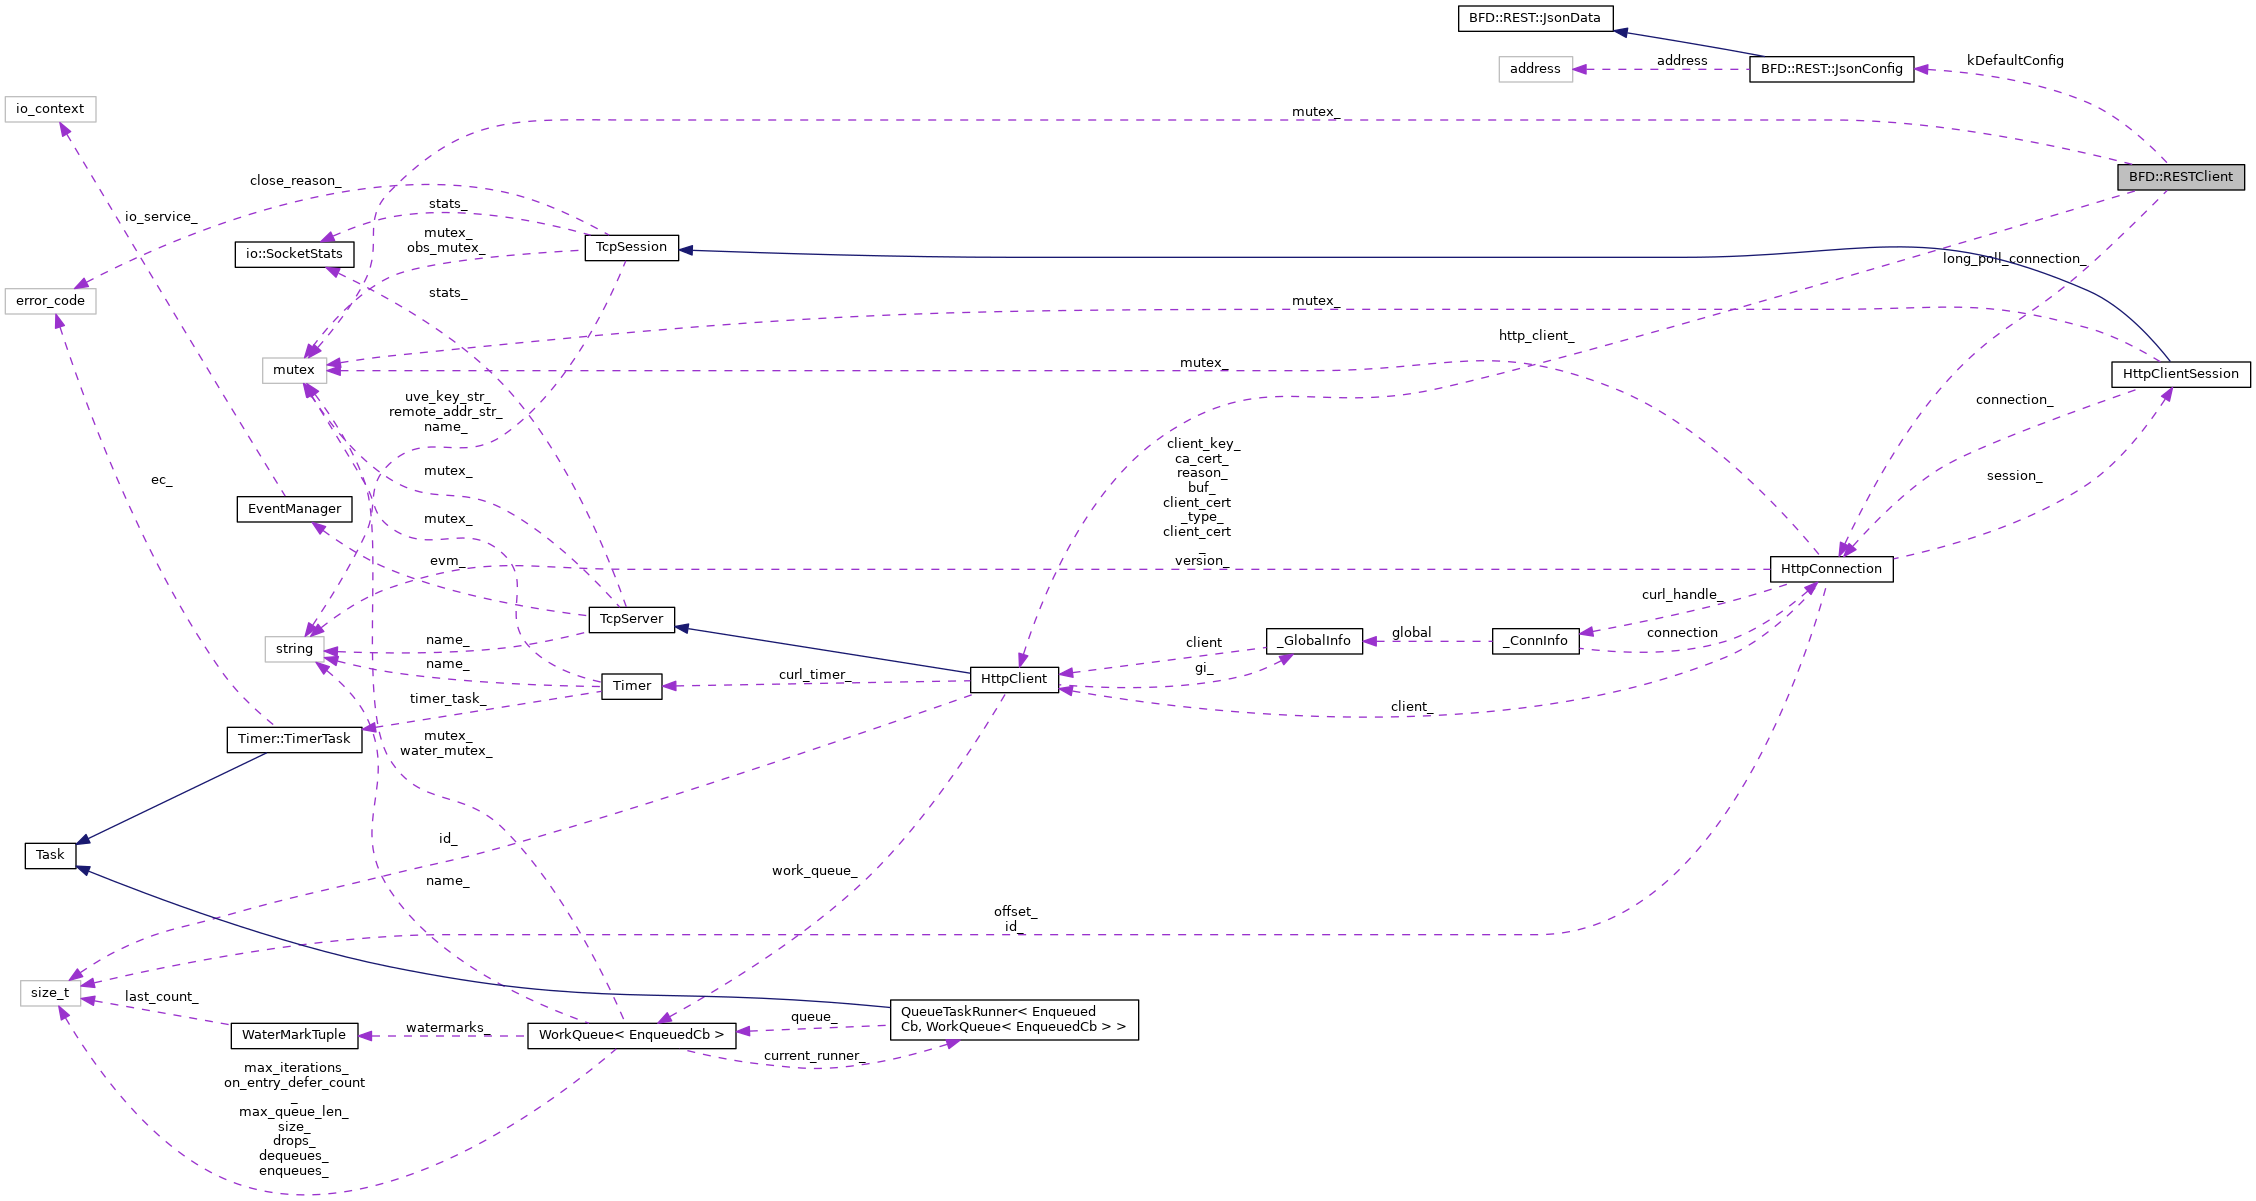 BFD::REST::JsonData
kDefaultConfig
address
address
BFD::REST::JsonConfig
io_context
mutex_
BFD::RESTClient
close_reason_
stats_
io_service_
mutex_
obs_mutex_
TcpSession
io::SocketStats
long_poll_connection_
stats_
error_code
mutex_
http_client_
mutex_
mutex
HttpClientSession
uve_key_str_
remote_addr_str_
name_
connection_
client_key_
ca_cert_
reason_
buf_
client_cert
_type_
client_cert
_
version_
mutex_
ec_
session_
EventManager
mutex_
evm_
HttpConnection
curl_handle_
TcpServer
name_
string
client
_GlobalInfo
global
_ConnInfo
connection
name_
gi_
curl_timer_
HttpClient
Timer
timer_task_
client_
Timer::TimerTask
mutex_
water_mutex_
id_
Task
work_queue_
name_
offset_
id_
size_t
last_count_
QueueTaskRunner< Enqueued
Cb, WorkQueue< EnqueuedCb > >
queue_
WaterMarkTuple
watermarks_
WorkQueue< EnqueuedCb >
current_runner_
max_iterations_
on_entry_defer_count
_
max_queue_len_
size_
drops_
dequeues_
enqueues_